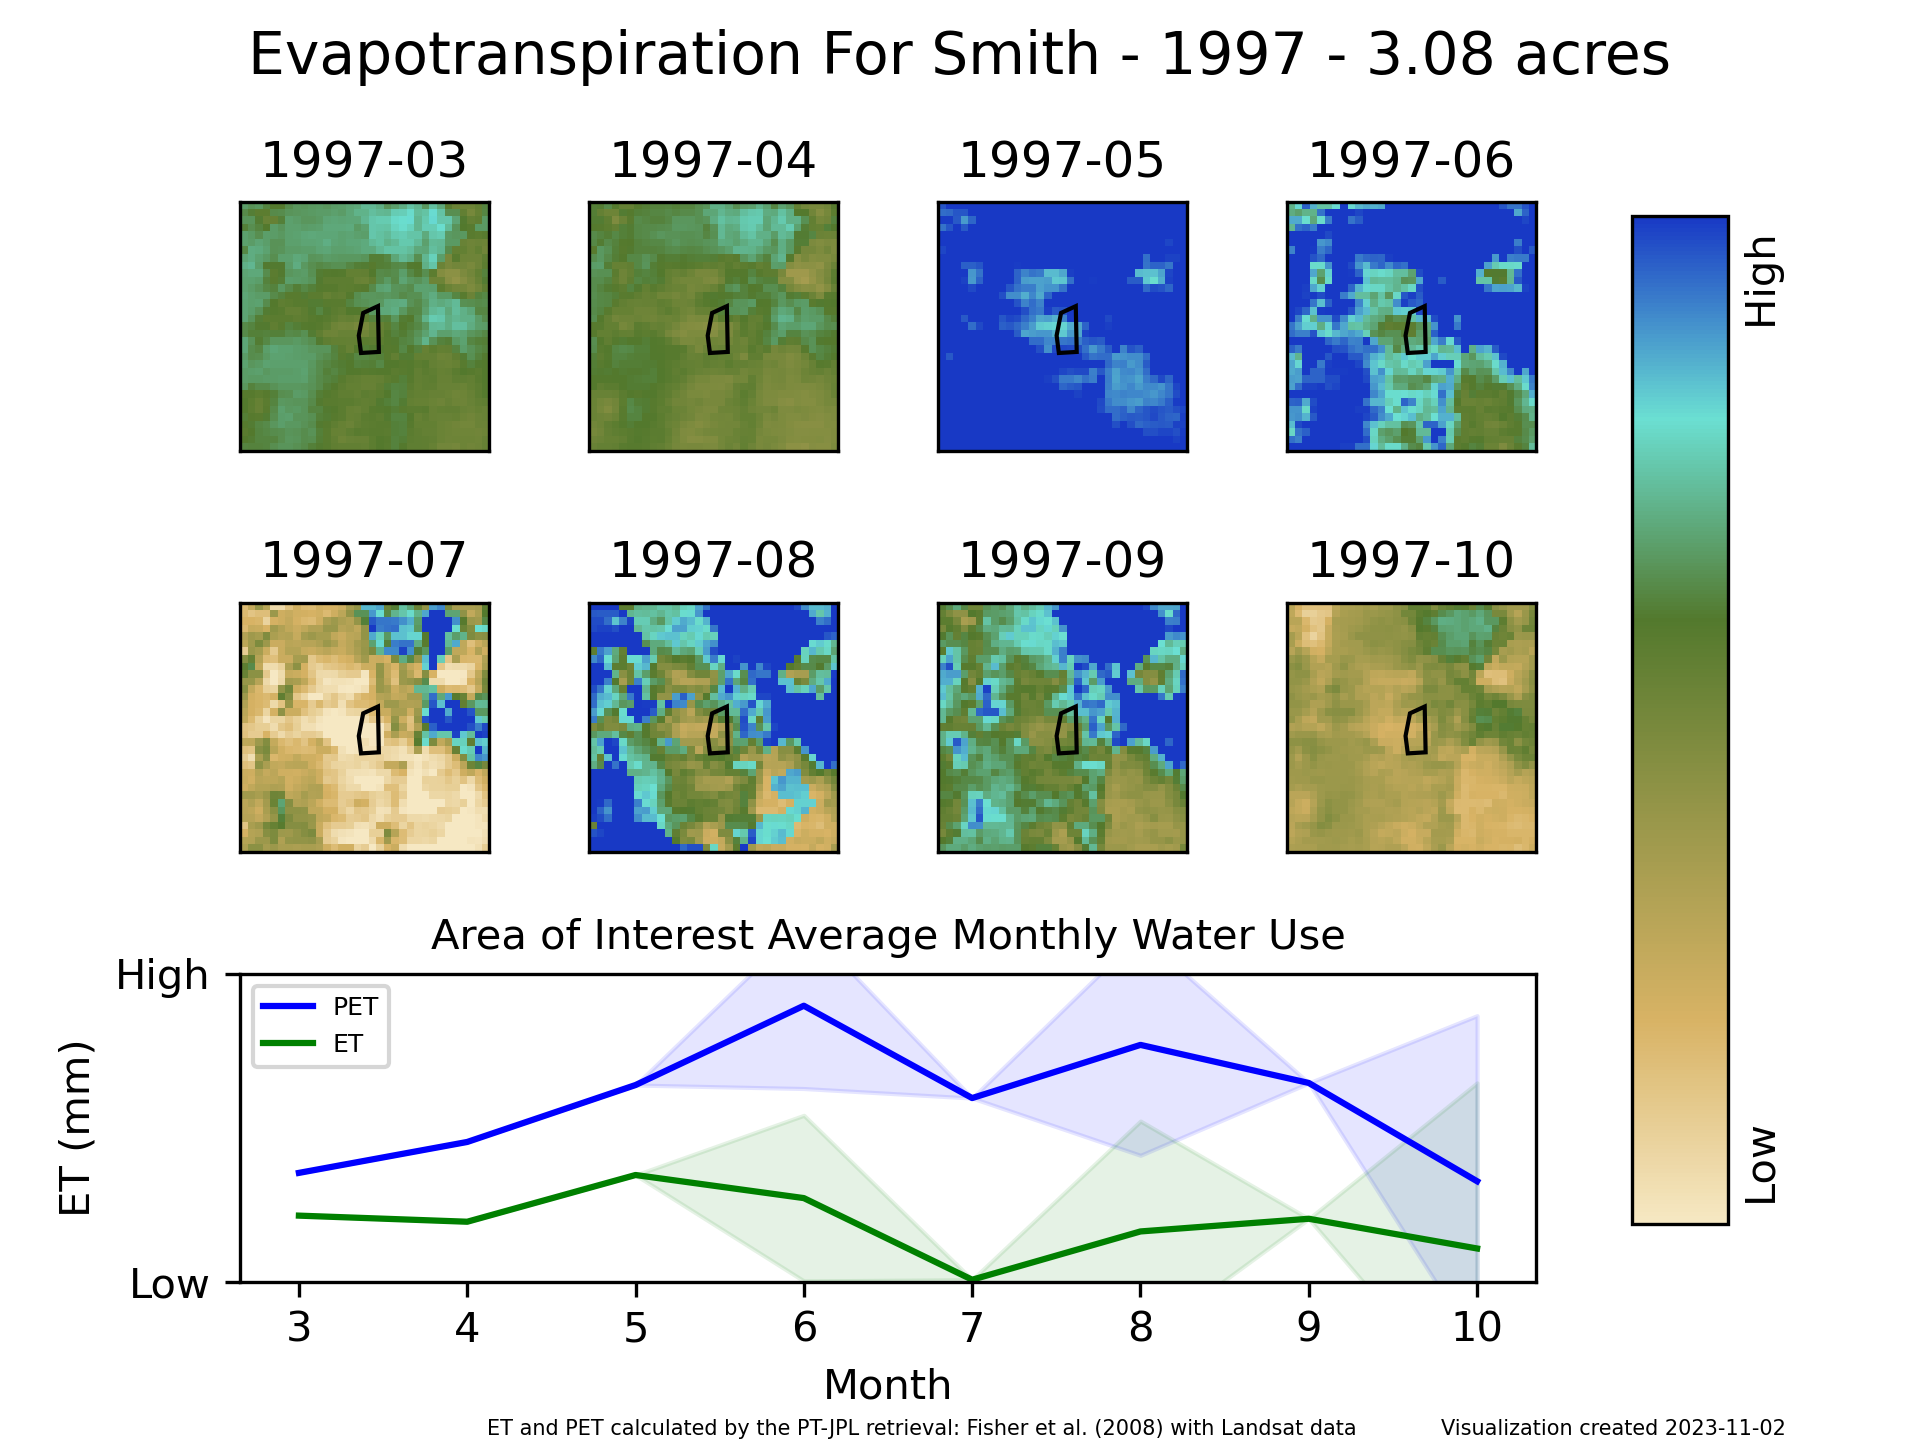 Evapotranspiration For Smith - 1997 - 3.08 acres
1997-03
1997-04
1997-05
1997-06
1997-07
1997-08
1997-09
1997-10
High
Low
Area of Interest Average Monthly Water Use
High
Low
ET (mm)
PET
ET
3 4 5 6 7 8 9 10
Month
ET and PET calculated by the PT-JPL retrieval: Fisher et al. (2008) with Landsat data
Visualization created 2023-11-02